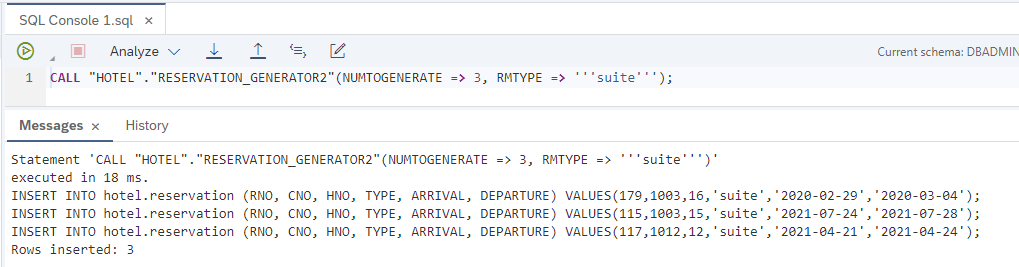 SQL Console 1.sql ×
Analyze
Current schema: DBADMIN
1 CALL "HOTEL"."RESERVATION_GENERATOR2"(NUMTOGENERATE => 3, RMTYPE => '''suite''');
Messages × History
Statement 'CALL "HOTEL"."RESERVATION_GENERATOR2"(NUMTOGENERATE => 3, RMTYPE => '''suite''')'
executed in 18 ms.
INSERT INTO hotel.reservation (RNO, CNO, HNO, TYPE, ARRIVAL, DEPARTURE) VALUES(179,1003,16,'suite','2020-02-29','2020-03-04');
INSERT INTO hotel.reservation (RNO, CNO, HNO, TYPE, ARRIVAL, DEPARTURE) VALUES(115,1003,15,'suite','2021-07-24','2021-07-28');
INSERT INTO hotel.reservation (RNO, CNO, HNO, TYPE, ARRIVAL, DEPARTURE) VALUES(117,1012,12,'suite','2021-04-21','2021-04-24');
Rows inserted: 3